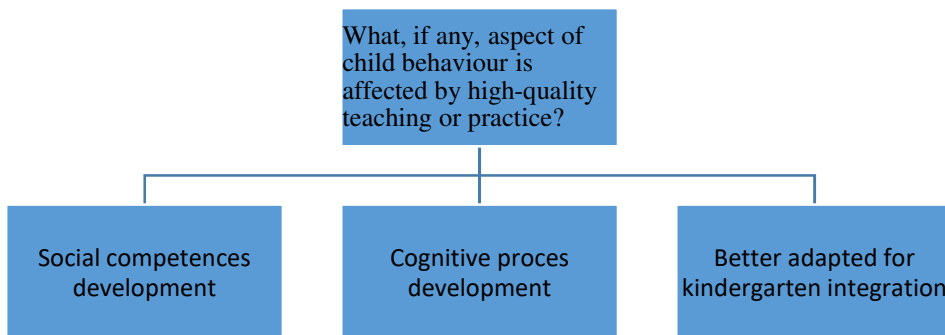 What, if any, aspect of
child behaviour is
affected by high-quality
teaching or practice?
Social competences
development
Cognitive proces
development
Better adapted for
kindergarten integration